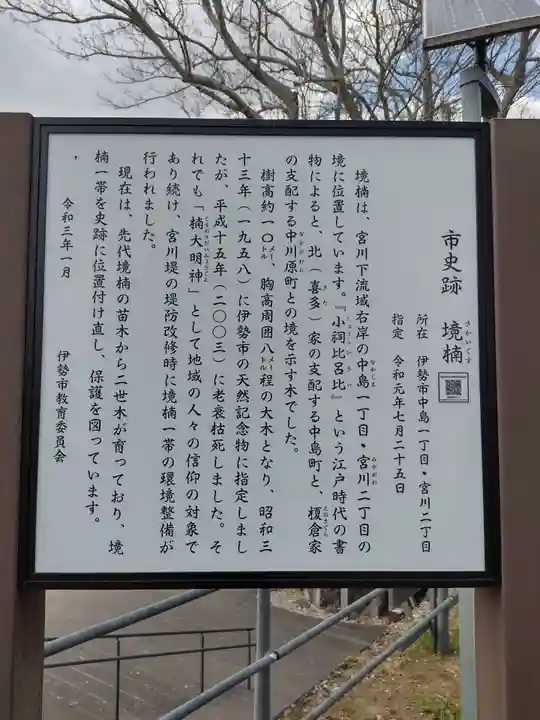 市史跡 境楠
さかいぐす
所在 伊勢市中島一丁目・宮川二丁目
指定 令和元年七月二十五日
境楠は、宮川下流域右岸の中島一丁目・宮川二丁目の
境に位置しています。『小祠比呂比』という江戸時代の書
物によると、北(喜多)家の支配する中島町と、榎倉家
の支配する中川原町との境を示す木でした。
樹高約一〇メートル、胸高周囲八メートル程の大木となり、昭和三
十三年(一九五八)に伊勢市の天然記念物に指定しまし
たが、平成十五年(二〇〇三)に老衰枯死しました。そ
れでも「楠大明神」として地域の人々の信仰の対象で
あり続け、宮川堤の堤防改修時に境楠一帯の環境整備が
行われました。
現在は、先代境楠の苗木から二世木が育っており、境
楠一帯を史跡に位置付け直し、保護を図っています。
令和三年一月
伊勢市教育委員会